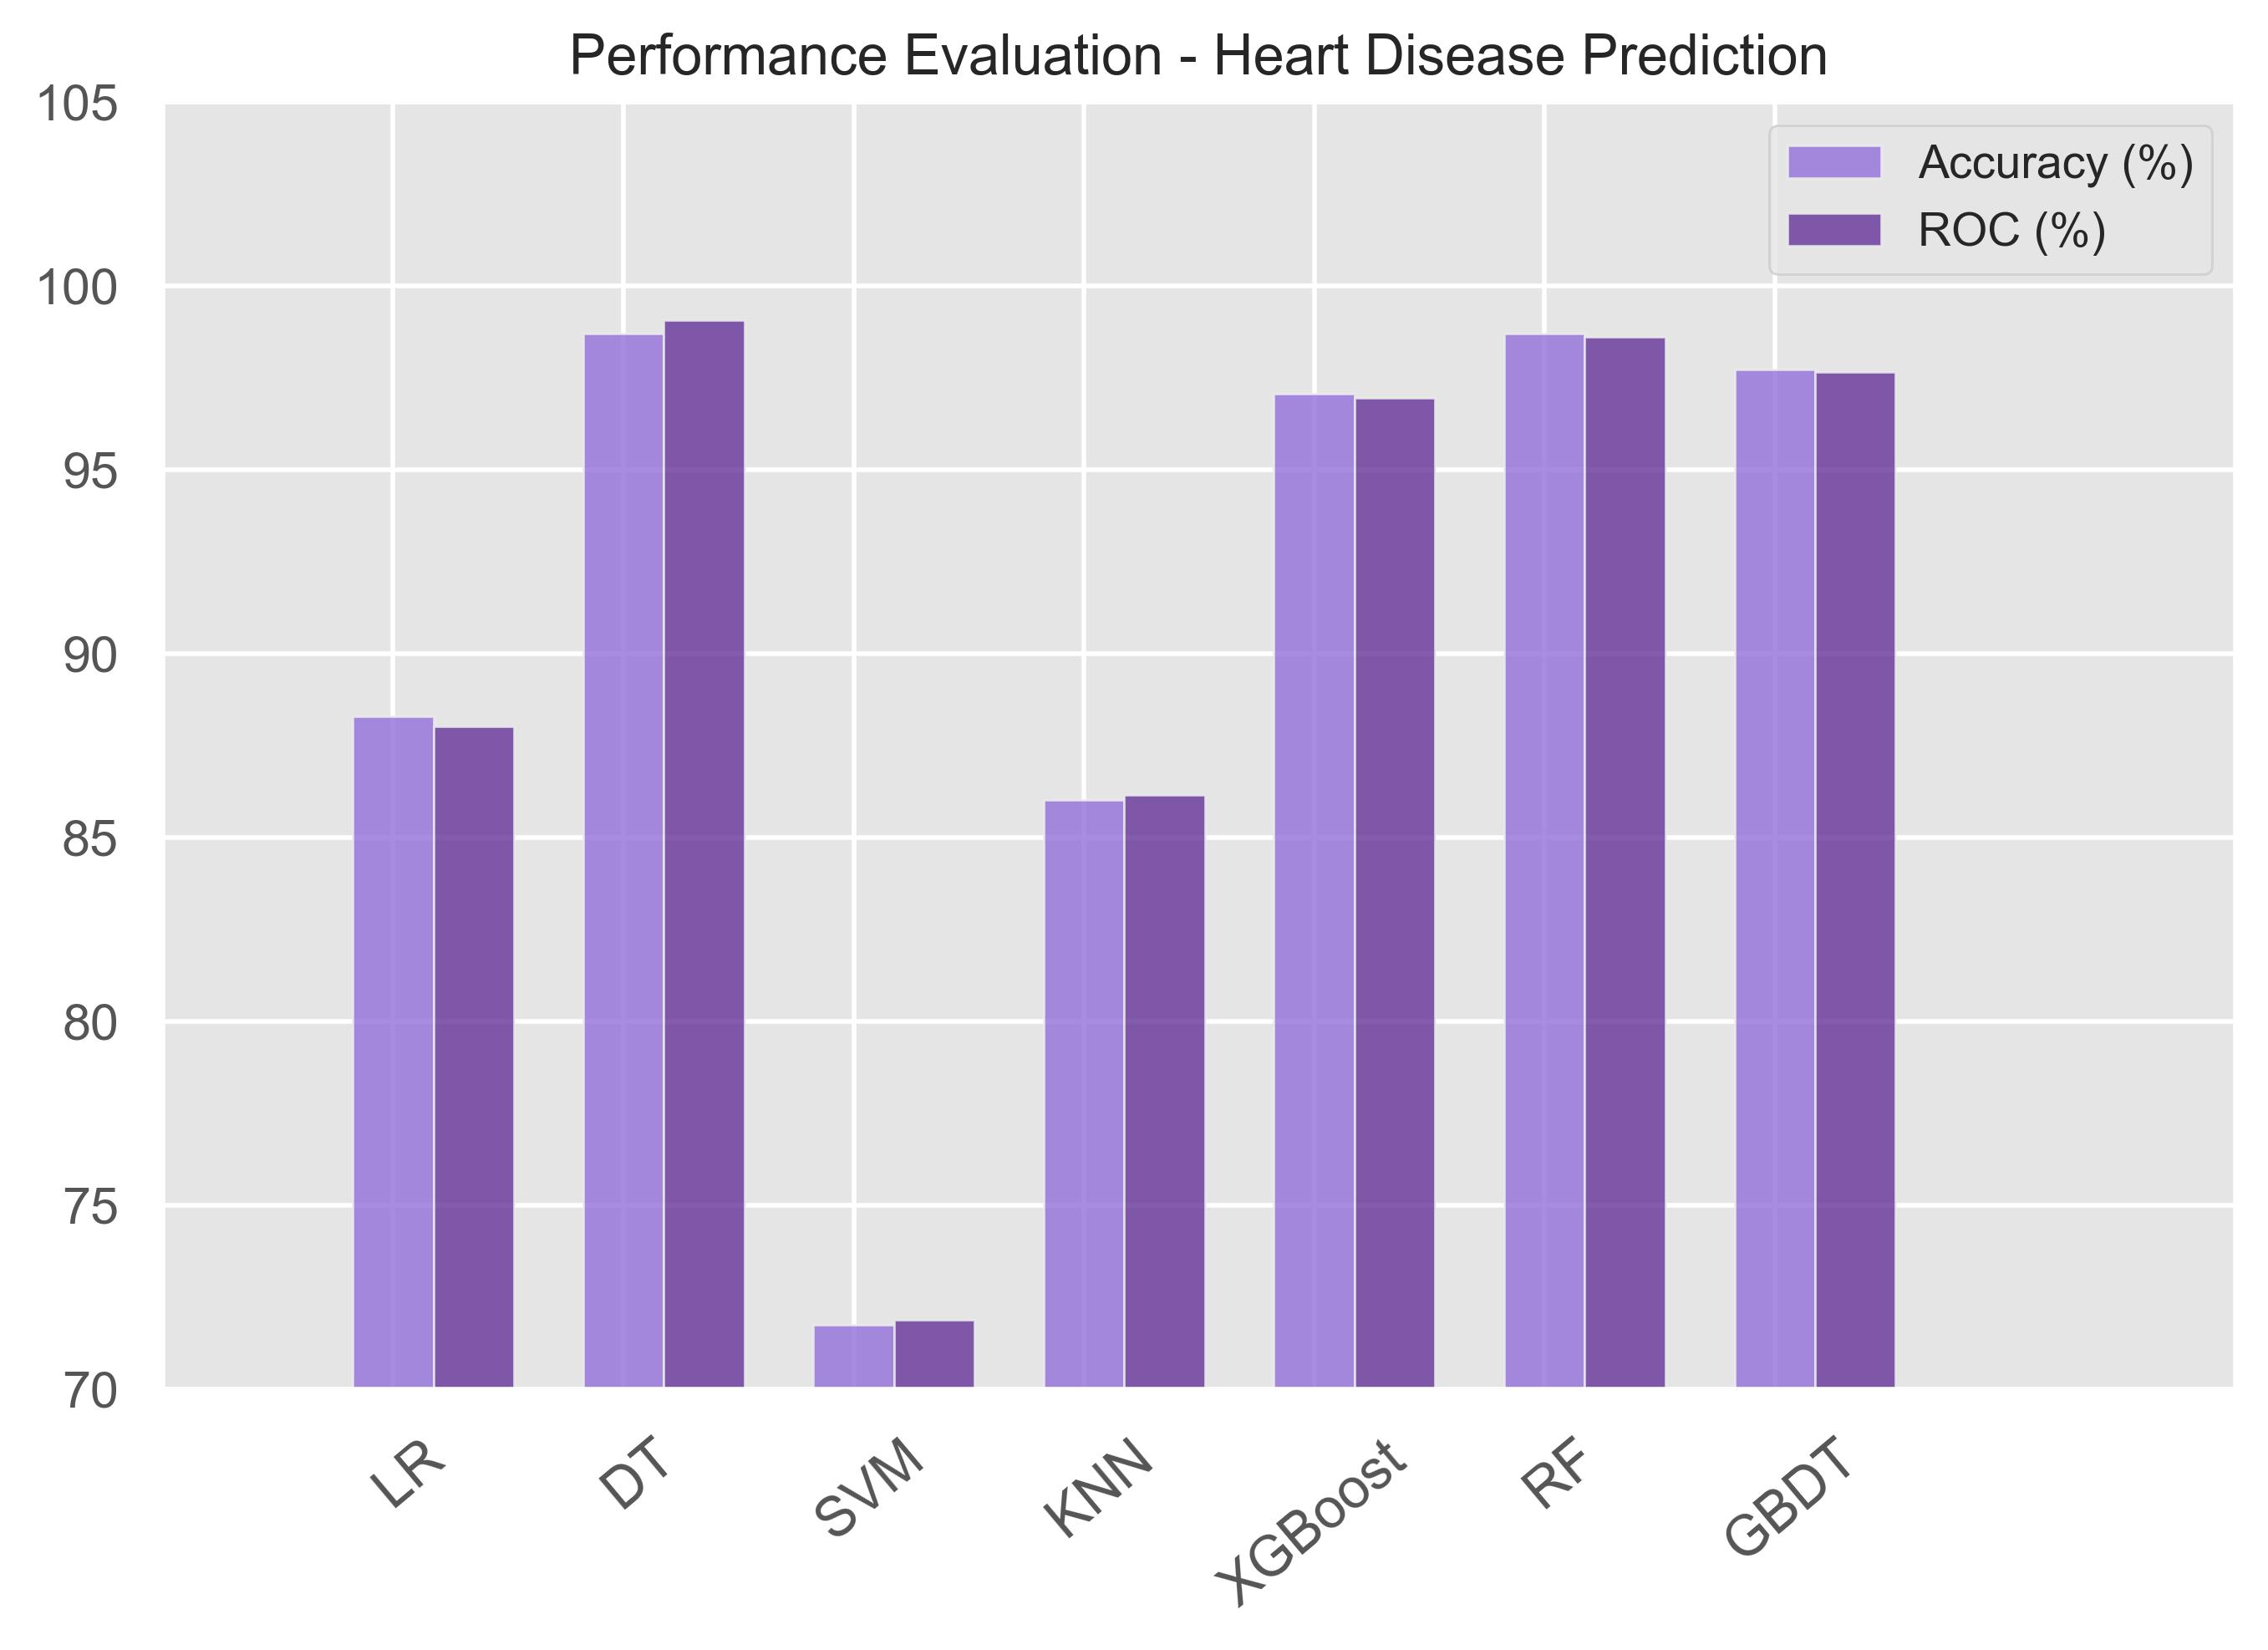 Performance Evaluation - Heart Disease Prediction
105
100
95
90
85
80
75
70
Accuracy (%)
ROC (%)
LR
DT
SVM
KNN
XGBoost
RF
GBDT